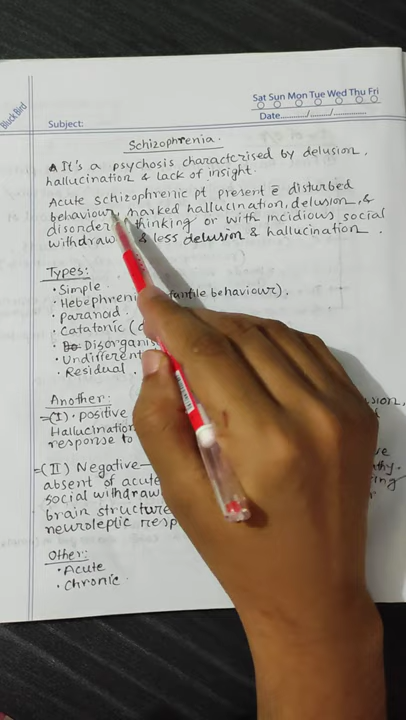 Black Bird
Sat Sun Mon Tue Wed Thu Fri
Subject:
Date............/............/................
Schizophrenia.
It's a psychosis characterised by delusion,
hallucination & lack of insight.
Acute schizophrenic pt present c̄ disturbed
behaviour, marked hallucination, delusion, &
disorder thinking or with incidious social
withdraw & less delusion & hallucination.
Types:
• Simple
• Hebephreni fantile behaviour).
• paranoid.
• Catatonic (
• Disorganis
• Undifferent
• Residual.
Another:
(I) • positive
Hallucination
response to
(II) Negative—
absent of acute
social withdraw
brain structure
neuroleptic resp
Other:
• Acute
• Chronic.